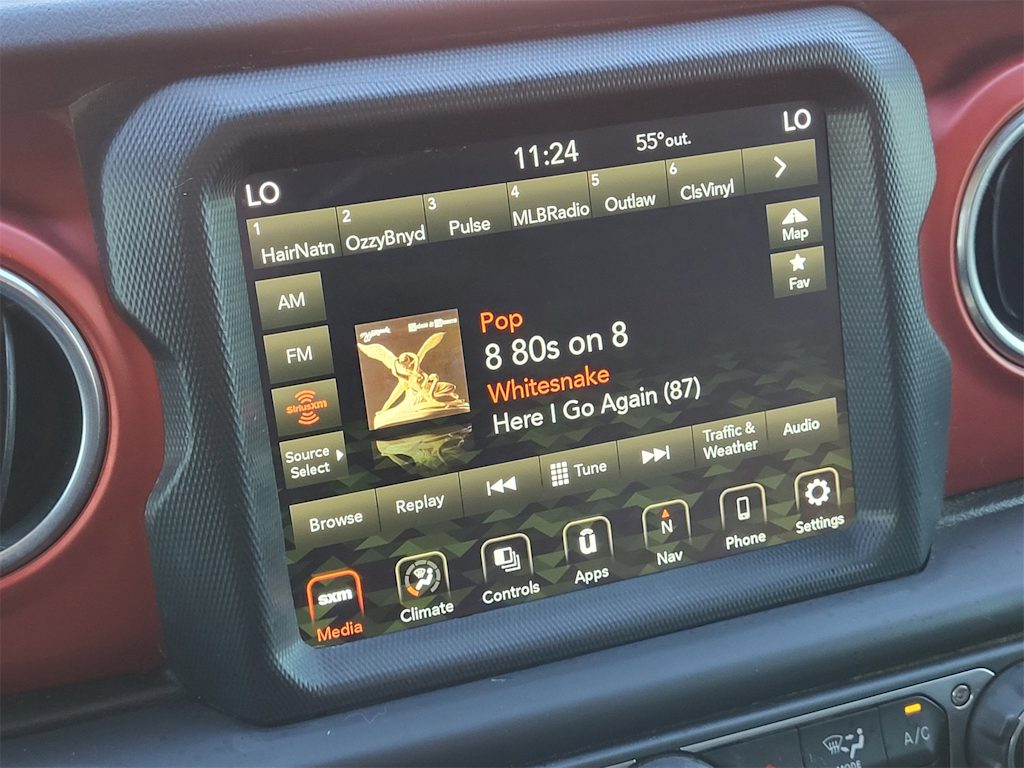 LO 11:24 55°out. LO
1 HairNatn 2 OzzyBnyd 3 Pulse 4 MLBRadio 5 Outlaw 6 ClsVinyl
Map
Fav
AM
FM
siriusxm
Source
Select
Pop
8 80s on 8
Whitesnake
Here I Go Again (87)
Browse Replay Tune Traffic & Weather Audio
sxm
N
Media Climate Controls Apps Nav Phone Settings
MODE
A/C